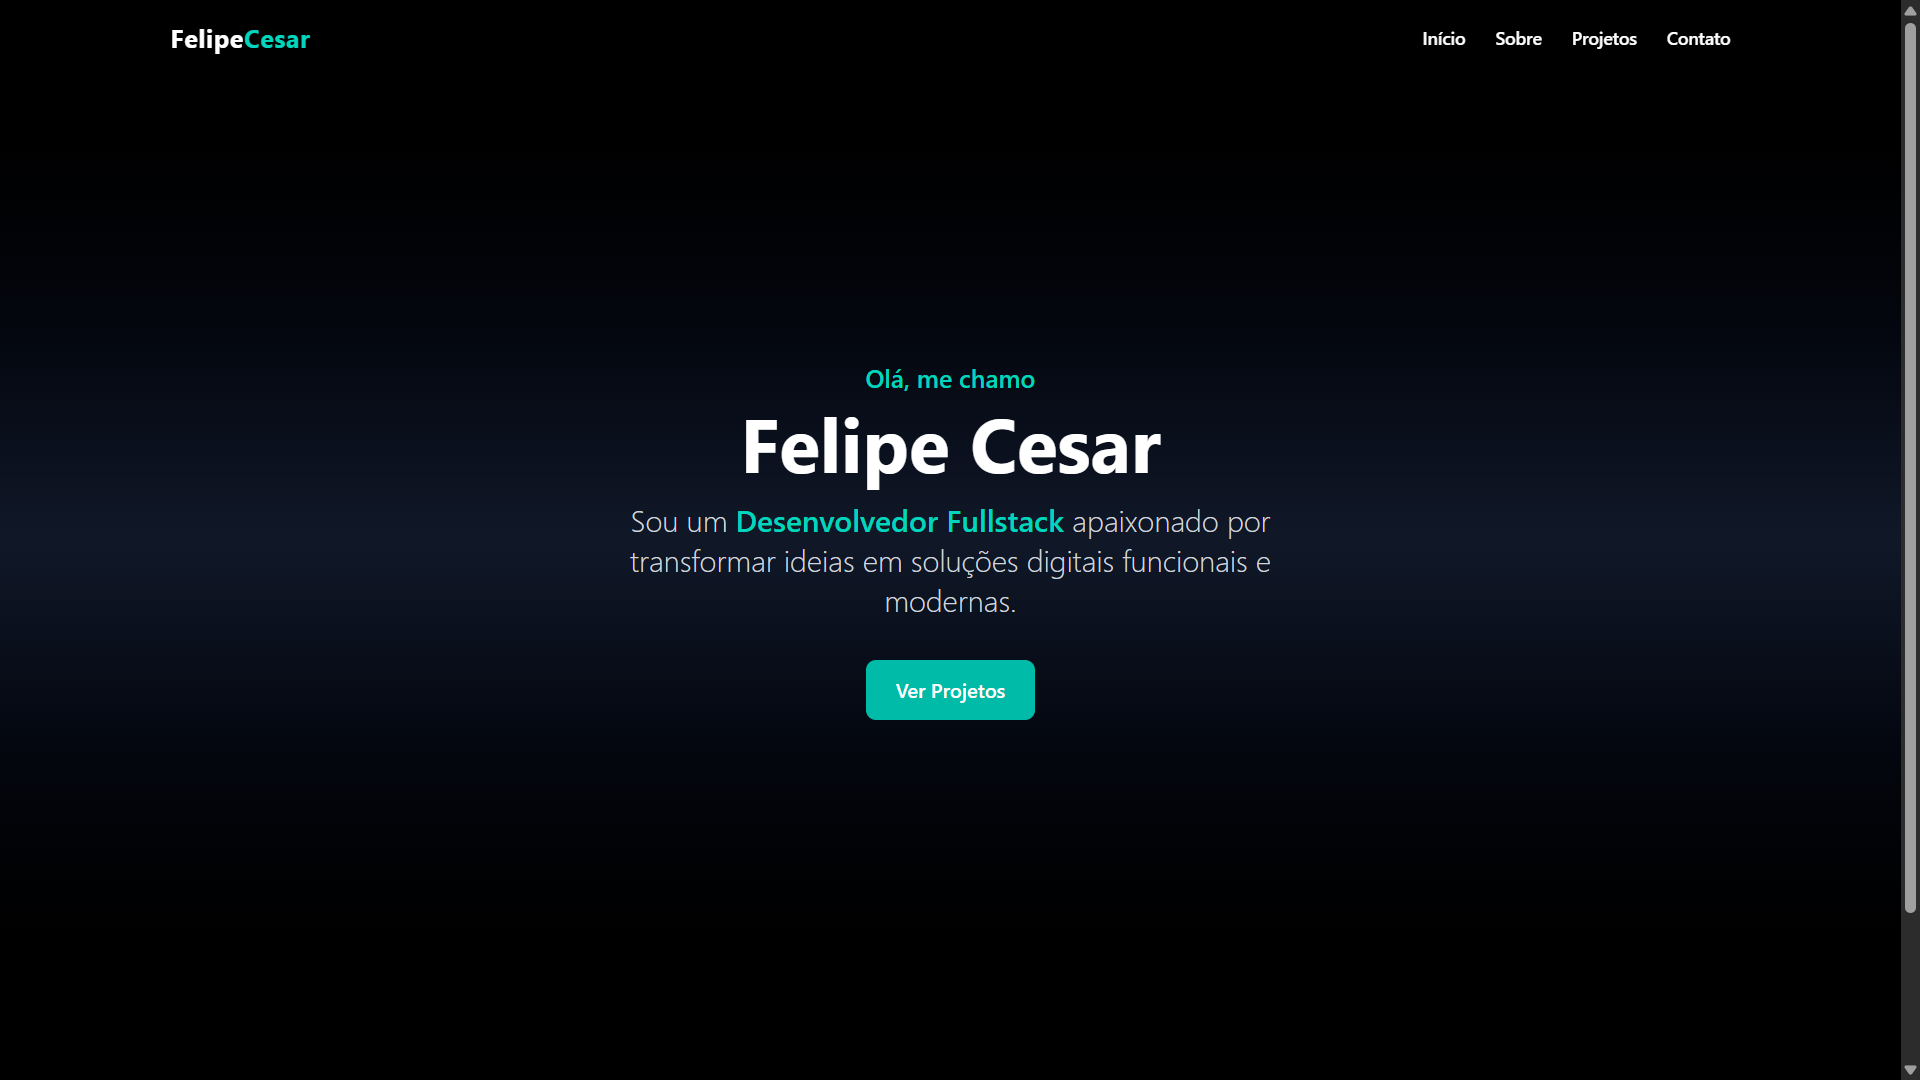 FelipeCesar
Início Sobre Projetos Contato
Olá, me chamo
Felipe Cesar
Sou um Desenvolvedor Fullstack apaixonado por
transformar ideias em soluções digitais funcionais e
modernas.
Ver Projetos